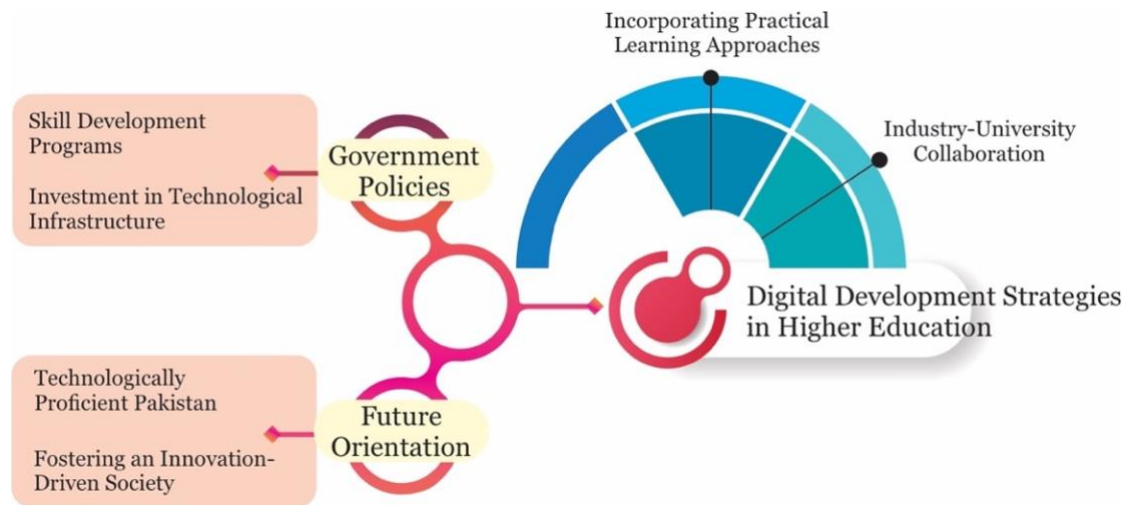 Incorporating Practical
Learning Approaches
Industry-University
Collaboration
Skill Development
Programs
Investment in Technological
Infrastructure
Government
Policies
Digital Development Strategies
in Higher Education
Technologically
Proficient Pakistan
Fostering an Innovation-
Driven Society
Future
Orientation